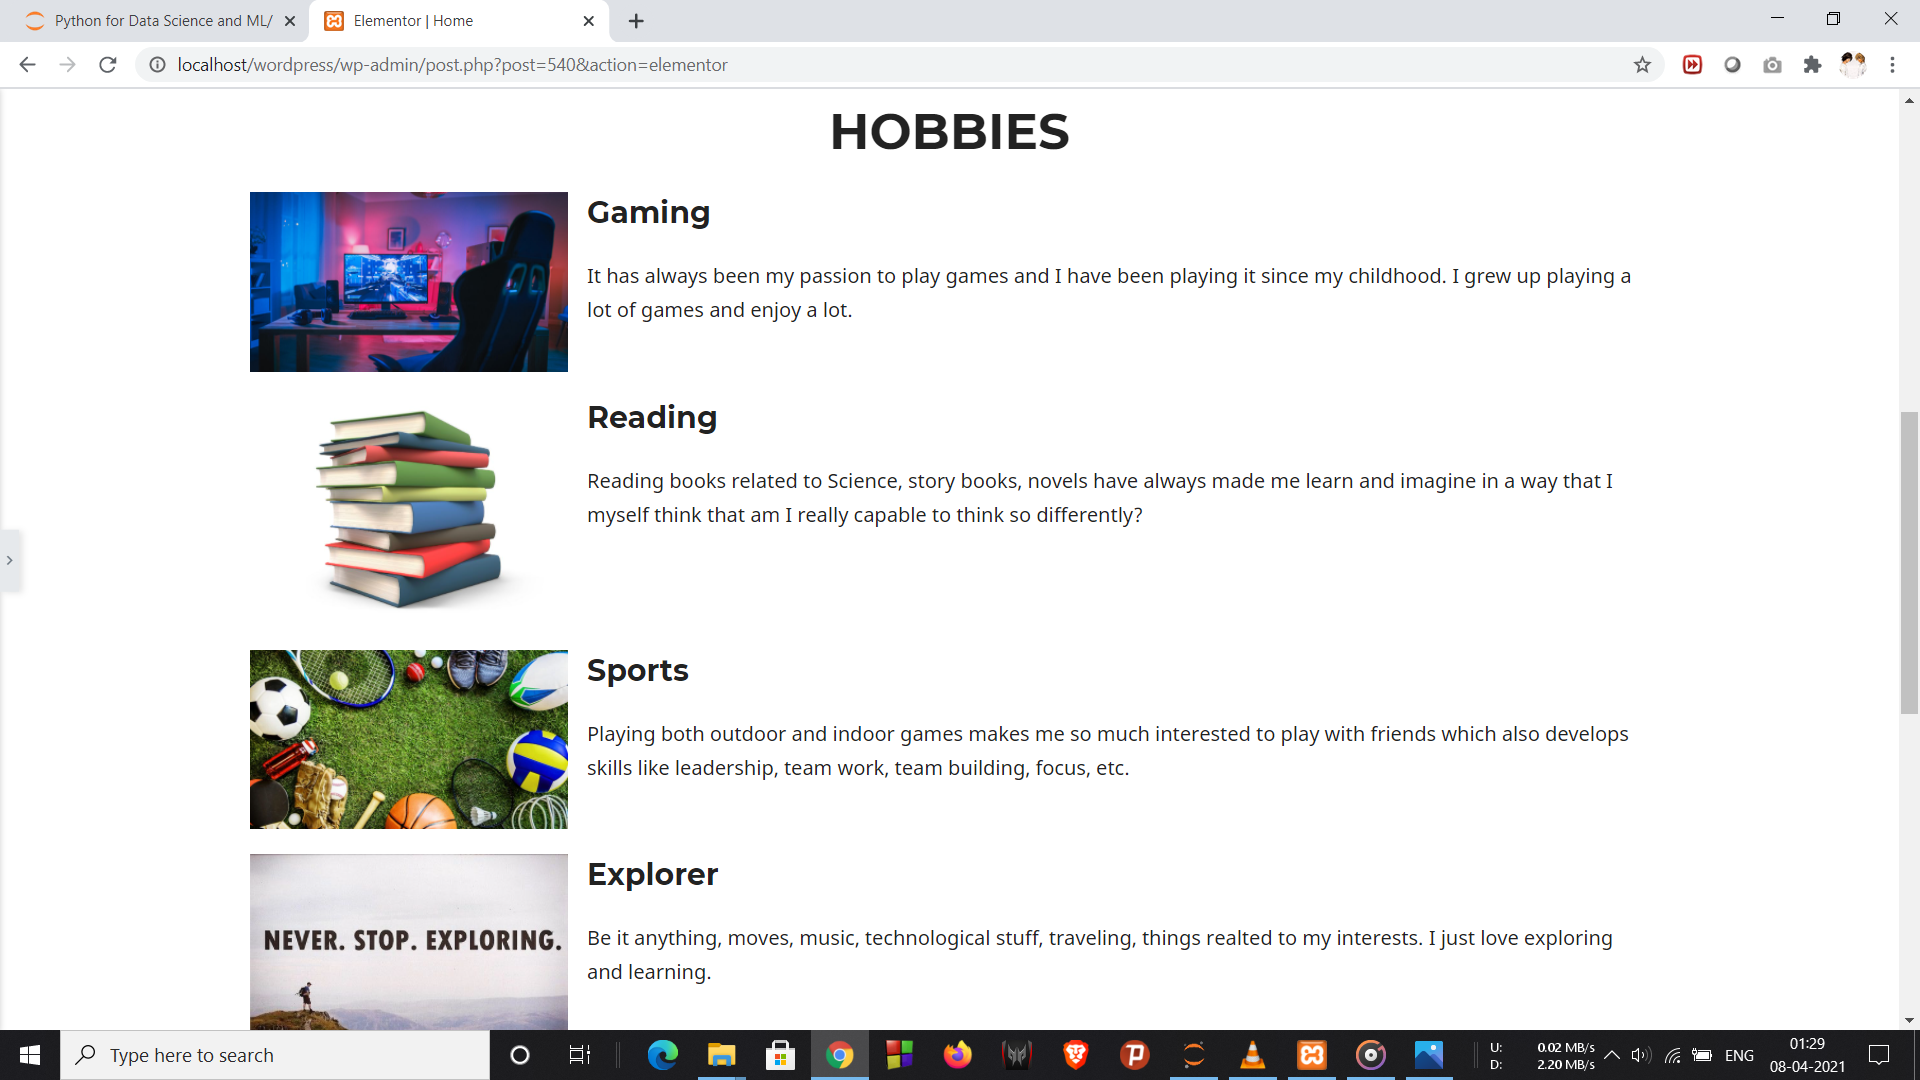 Python for Data Science and ML/
Elementor | Home
localhost/wordpress/wp-admin/post.php?post=540&action=elementor
HOBBIES
Gaming
It has always been my passion to play games and I have been playing it since my childhood. I grew up playing a
lot of games and enjoy a lot.
Reading
Reading books related to Science, story books, novels have always made me learn and imagine in a way that I
myself think that am I really capable to think so differently?
Sports
Playing both outdoor and indoor games makes me so much interested to play with friends which also develops
skills like leadership, team work, team building, focus, etc.
NEVER. STOP. EXPLORING.
Explorer
Be it anything, moves, music, technological stuff, traveling, things realted to my interests. I just love exploring
and learning.
Type here to search
U: 0.02 MB/s
D: 2.20 MB/s
ENG
01:29
08-04-2021